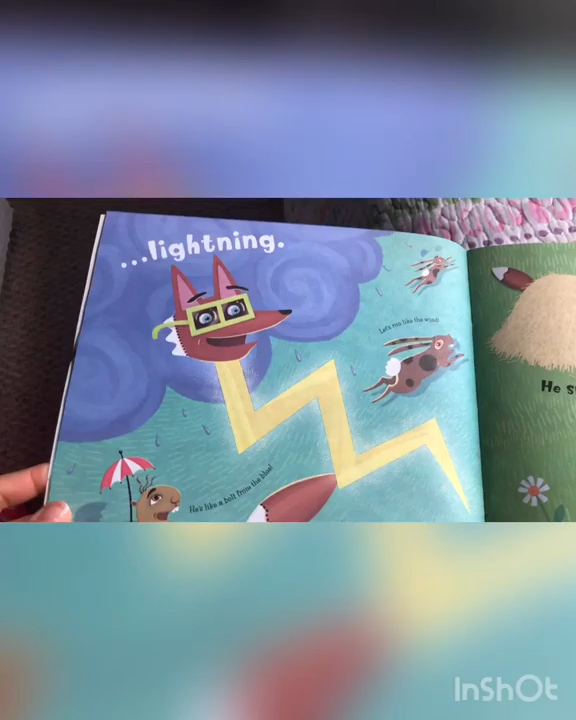 ...lightning.
Let's run like the wind!
He's like a bolt from the blue!
He s
InShOt